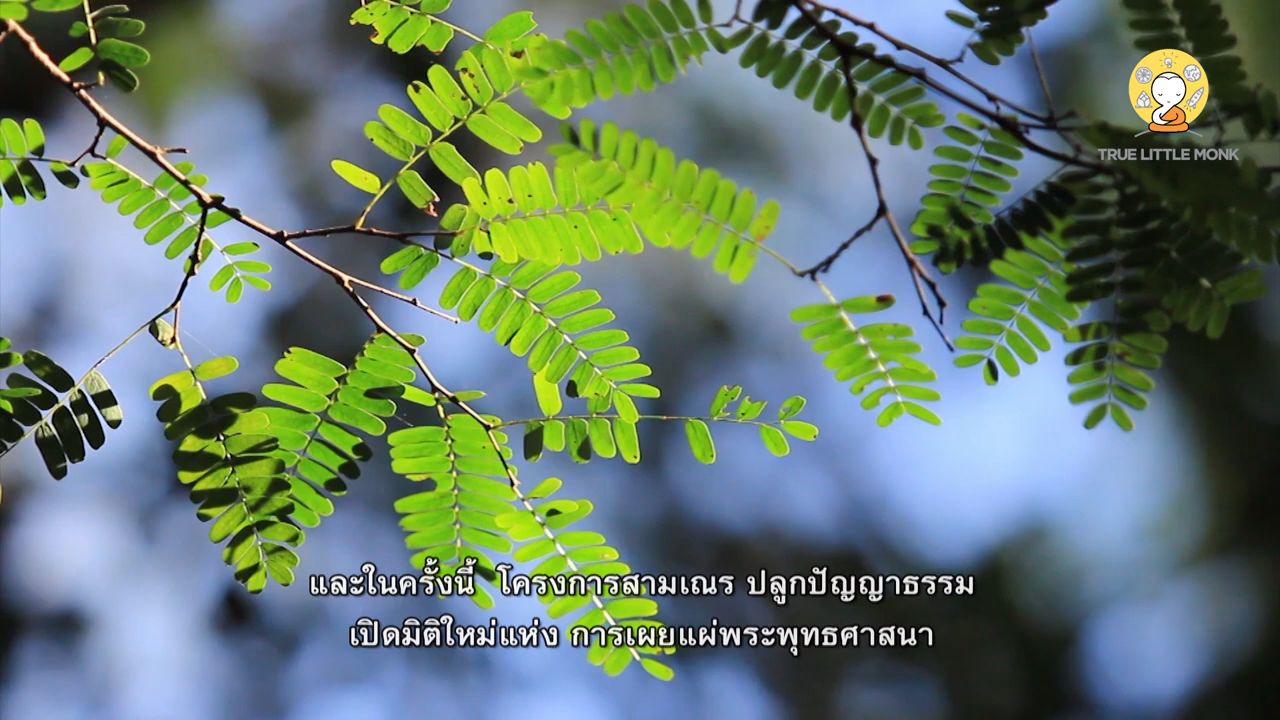 TRUE LITTLE MONK
และในครั้งนี้ โครงการสามเณร ปลูกปัญญาธรรม
เปิดมิติใหม่แห่ง การเผยแผ่พระพุทธศาสนา